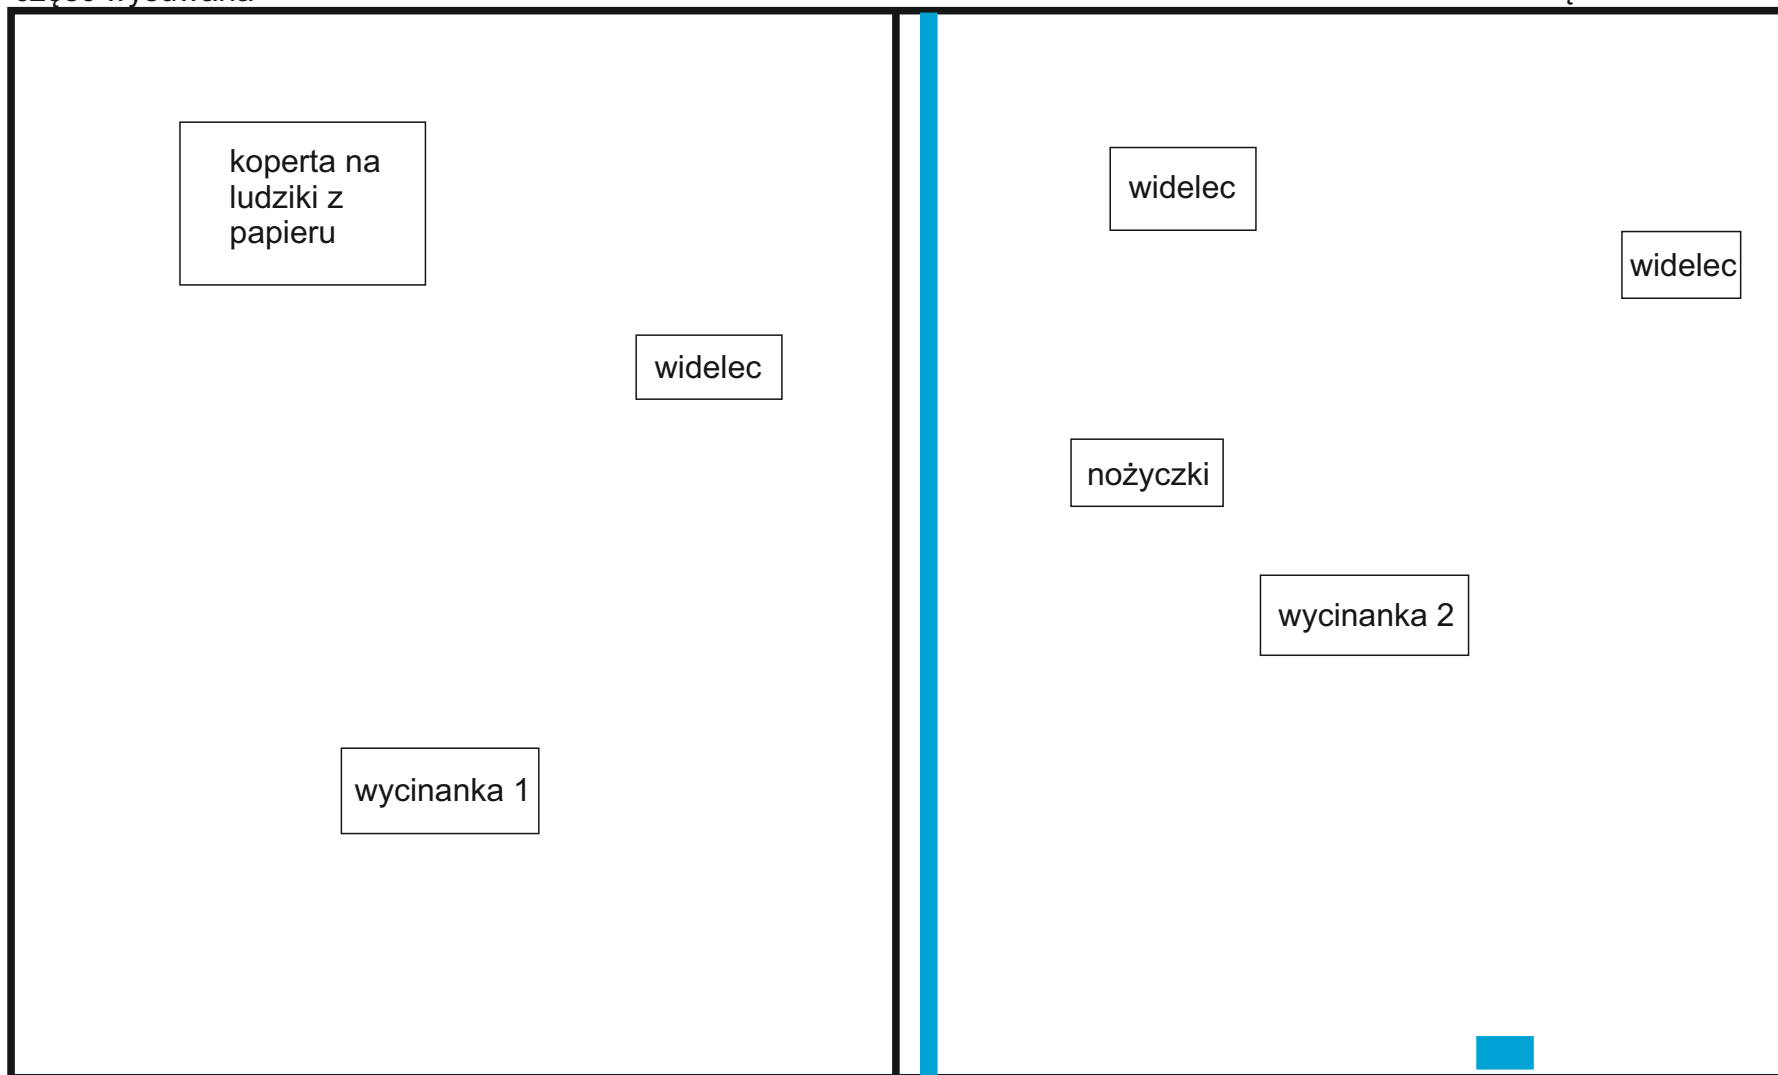 koperta na
ludziki z
papieru
widelec
wycinanka 1
widelec
widelec
nożyczki
wycinanka 2